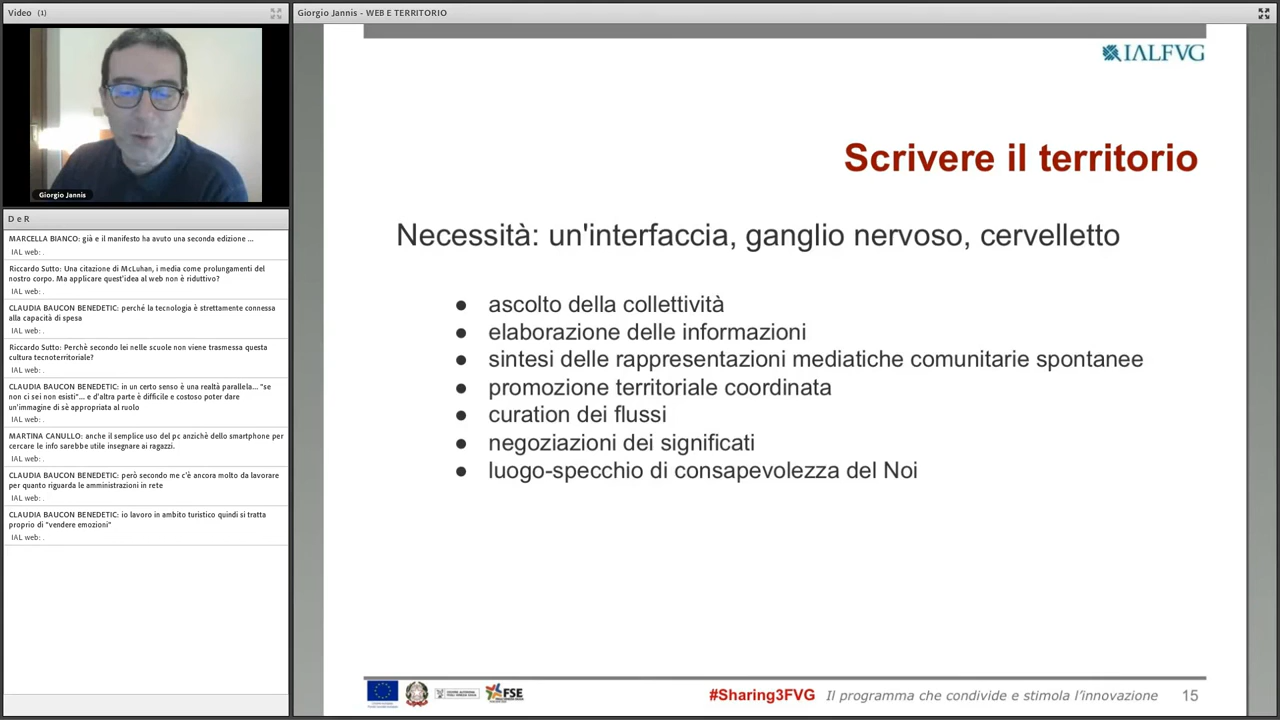 Video (1)
Giorgio Jannis - WEB E TERRITORIO
Giorgio Jannis
D e R
MARCELLA BIANCO: già e il manifesto ha avuto una seconda edizione ...
IAL web: .
Riccardo Sutto: Una citazione di McLuhan, i media come prolungamenti del
nostro corpo. Ma applicare quest'idea al web non è riduttivo?
IAL web: .
CLAUDIA BAUCON BENEDETIC: perché la tecnologia è strettamente connessa
alla capacità di spesa
IAL web: .
Riccardo Sutto: Perchè secondo lei nelle scuole non viene trasmessa questa
cultura tecnoterritoriale?
IAL web: .
CLAUDIA BAUCON BENEDETIC: in un certo senso è una realtà parallela... "se
non ci sei non esisti"... e d'altra parte è difficile e costoso poter dare
un'immagine di sè appropriata al ruolo
IAL web: .
MARTINA CANULLO: anche il semplice uso del pc anzichè dello smartphone per
cercare le info sarebbe utile insegnare ai ragazzi.
IAL web: .
CLAUDIA BAUCON BENEDETIC: però secondo me c'è ancora molto da lavorare
per quanto riguarda le amministrazioni in rete
IAL web: .
CLAUDIA BAUCON BENEDETIC: io lavoro in ambito turistico quindi si tratta
proprio di "vendere emozioni"
IAL web: .
IALFVG
Scrivere il territorio
Necessità: un'interfaccia, ganglio nervoso, cervelletto
● ascolto della collettività
● elaborazione delle informazioni
● sintesi delle rappresentazioni mediatiche comunitarie spontanee
● promozione territoriale coordinata
● curation dei flussi
● negoziazioni dei significati
● luogo-specchio di consapevolezza del Noi
FSE
#Sharing3FVG Il programma che condivide e stimola l'innovazione 15